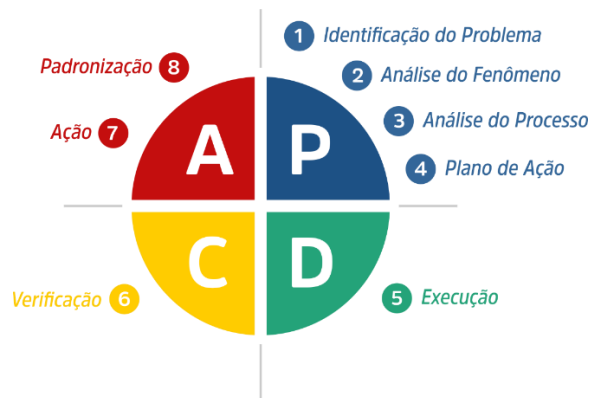 1 Identificação do Problema
2 Análise do Fenômeno
3 Análise do Processo
4 Plano de Ação
5 Execução
6 Verificação
7 Ação
8 Padronização
A P
C D